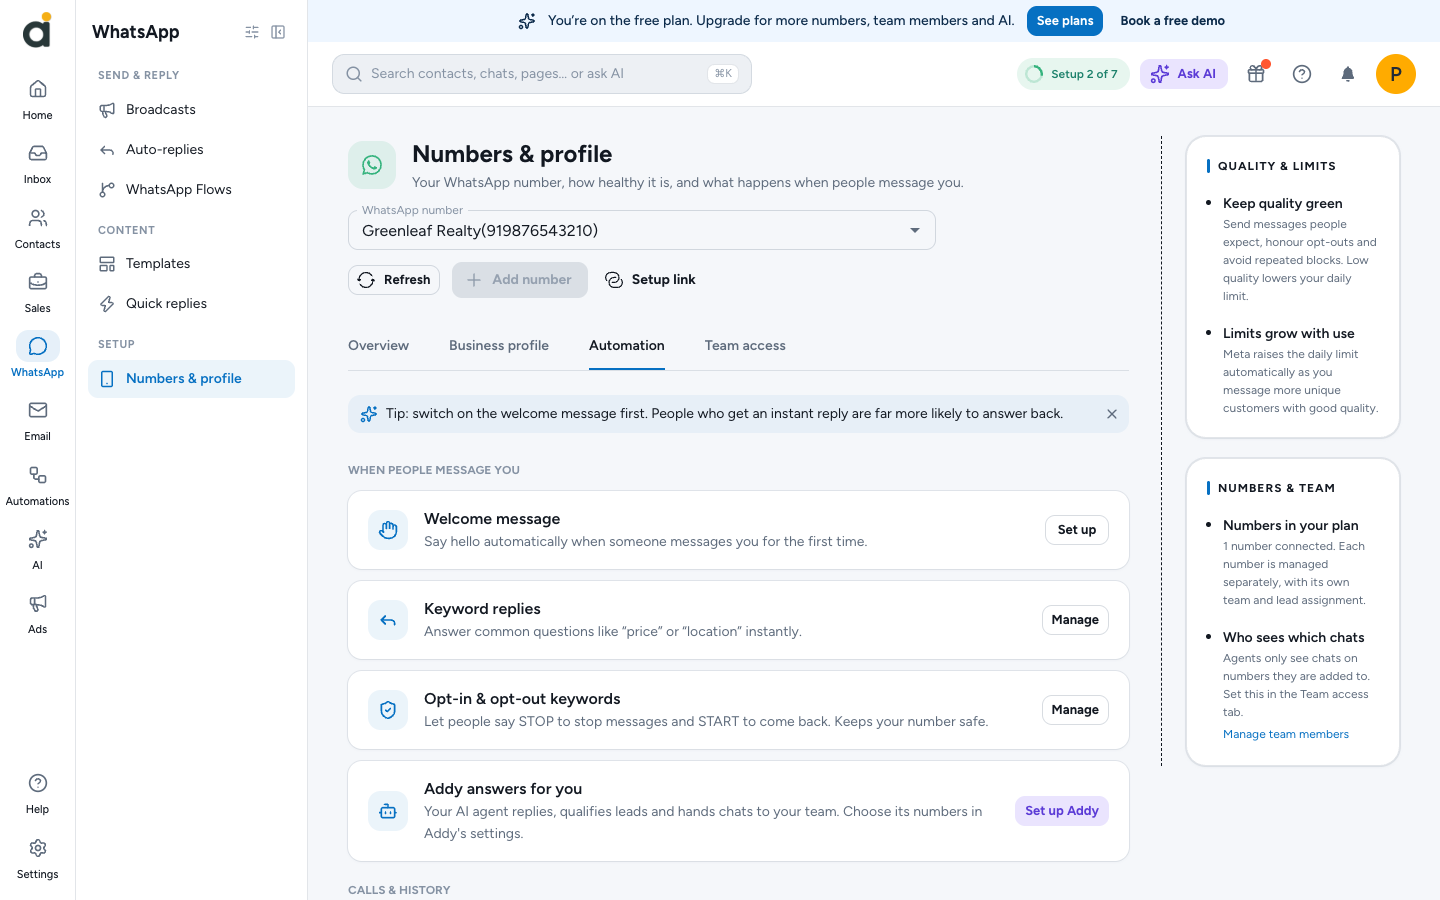 You're on the free plan. Upgrade for more numbers, team members and AI.
See plans
Book a free demo
Home
Inbox
Contacts
Sales
WhatsApp
Email
Automations
AI
Ads
Help
Settings
WhatsApp
SEND & REPLY
Broadcasts
Auto-replies
WhatsApp Flows
CONTENT
Templates
Quick replies
SETUP
Numbers & profile
Search contacts, chats, pages... or ask AI
⌘K
Setup 2 of 7
Ask AI
P
Numbers & profile
Your WhatsApp number, how healthy it is, and what happens when people message you.
WhatsApp number
Greenleaf Realty(919876543210)
Refresh
Add number
Setup link
Overview
Business profile
Automation
Team access
Tip: switch on the welcome message first. People who get an instant reply are far more likely to answer back.
WHEN PEOPLE MESSAGE YOU
Welcome message
Say hello automatically when someone messages you for the first time.
Set up
Keyword replies
Answer common questions like “price” or “location” instantly.
Manage
Opt-in & opt-out keywords
Let people say STOP to stop messages and START to come back. Keeps your number safe.
Manage
Addy answers for you
Your AI agent replies, qualifies leads and hands chats to your team. Choose its numbers in
Addy's settings.
Set up Addy
CALLS & HISTORY
QUALITY & LIMITS
Keep quality green
Send messages people
expect, honour opt-outs and
avoid repeated blocks. Low
quality lowers your daily
limit.
Limits grow with use
Meta raises the daily limit
automatically as you
message more unique
customers with good quality.
NUMBERS & TEAM
Numbers in your plan
1 number connected. Each
number is managed
separately, with its own
team and lead assignment.
Who sees which chats
Agents only see chats on
numbers they are added to.
Set this in the Team access
tab.
Manage team members